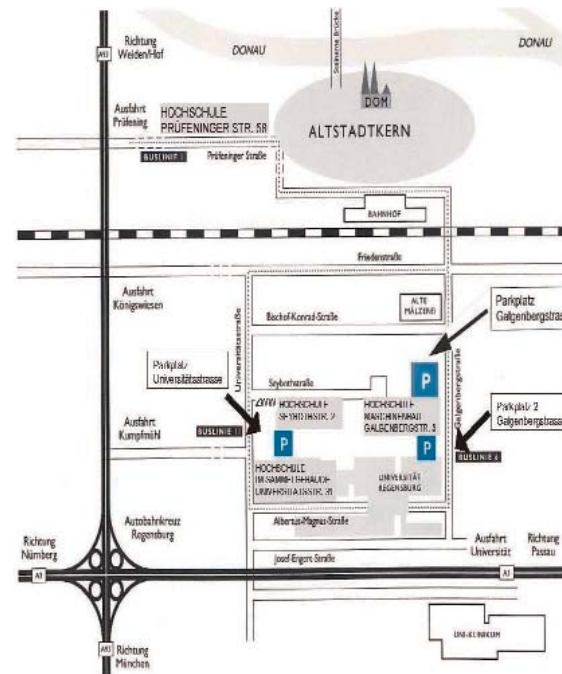 Richtung
Weiden/Hof
A93
DONAU
DONAU
Steinerne Brücke
DOM
ALTSTADTKERN
Ausfahrt
Prüfening
HOCHSCHULE
PRÜFENINGER STR. 58
BUSLINIE 1
Prüfeninger Straße
BAHNHOF
Friedenstraße
Ausfahrt
Königswiesen
Universitätsstraße
Bischof-Konrad-Straße
ALTE
MÄLZEREI
Parkplatz
Galgenbergstrass
Galgenbergstraße
Parkplatz
Universitätsstrasse
Seybothstraße
P
HOCHSCHULE
SEYBOTHSTR. 2
HOCHSCHULE
MASCHINENBAU
GALGENBERGSTR. 3
Parkplatz 2
Galgenbgstrasse
Ausfahrt
Kumpfmühl
P
P
BUSLINIE 6
HOCHSCHULE
IM SAMMELGEBÄUDE
UNIVERSITÄTSSTR. 31
UNIVERSITÄT
REGENSBURG
Autobahnkreuz
Regensburg
Albertus-Magnus-Straße
Richtung
Nürnberg
A3
Josef-Engert-Straße
Ausfahrt
Universität
Richtung
Passau
A3
UNI-KLINIKUM
A93
Richtung
München